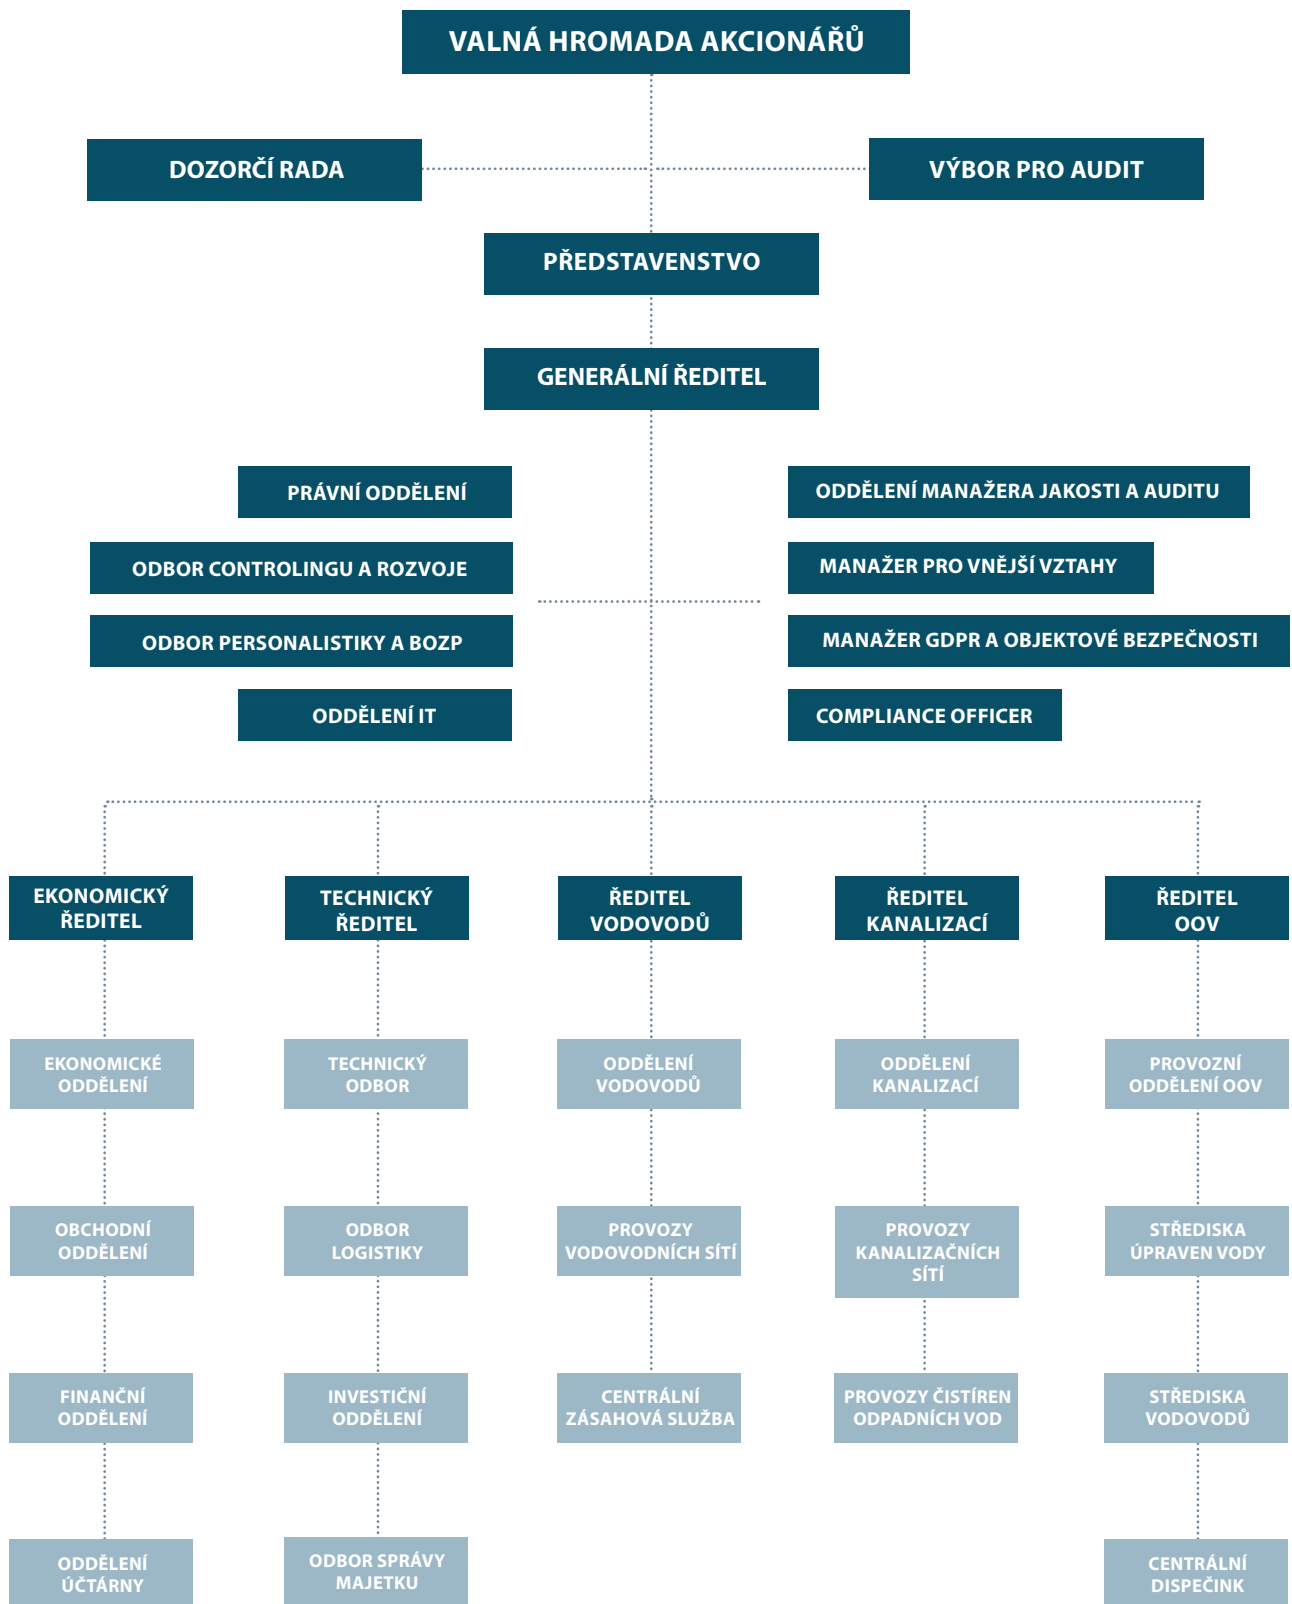 VALNÁ HROMADA AKCIONÁŘŮ
DOZORČÍ RADA
VÝBOR PRO AUDIT
PŘEDSTAVENSTVO
GENERÁLNÍ ŘEDITEL
PRÁVNÍ ODDĚLENÍ
ODDĚLENÍ MANAŽERA JAKOSTI A AUDITU
ODBOR CONTROLINGU A ROZVOJE
MANAŽER PRO VNĚJŠÍ VZTAHY
ODBOR PERSONALISTIKY A BOZP
MANAŽER GDPR A OBJEKTOVÉ BEZPEČNOSTI
ODDĚLENÍ IT
COMPLIANCE OFFICER
EKONOMICKÝ
ŘEDITEL
TECHNICKÝ
ŘEDITEL
ŘEDITEL
VODOVODŮ
ŘEDITEL
KANALIZACÍ
ŘEDITEL
OOV
EKONOMICKÉ
ODDĚLENÍ
TECHNICKÝ
ODBOR
ODDĚLENÍ
VODOVODŮ
ODDĚLENÍ
KANALIZACÍ
PROVOZNÍ
ODDĚLENÍ OOV
OBCHODNÍ
ODDĚLENÍ
ODBOR
LOGISTIKY
PROVOZY
VODOVODNÍCH SÍTÍ
PROVOZY
KANALIZAČNÍCH
SÍTÍ
STŘEDISKA
ÚPRAVEN VODY
FINANČNÍ
ODDĚLENÍ
INVESTIČNÍ
ODDĚLENÍ
CENTRÁLNÍ
ZÁSAHOVÁ SLUŽBA
PROVOZY ČISTÍREN
ODPADNÍCH VOD
STŘEDISKA
VODOVODŮ
ODDĚLENÍ
ÚČTÁRNY
ODBOR SPRÁVY
MAJETKU
CENTRÁLNÍ
DISPEČINK